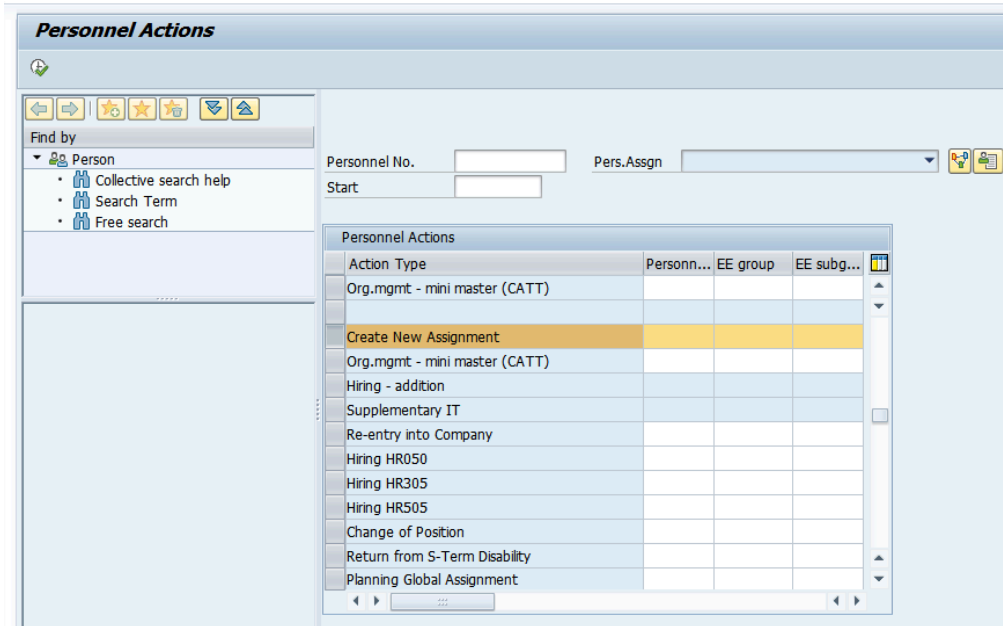 Personnel Actions
Find by
Person
Collective search help
Search Term
Free search
Personnel No. Pers.Assgn
Start
Personnel Actions
Action Type Personn... EE group EE subg...
Org.mgmt - mini master (CATT)
Create New Assignment
Org.mgmt - mini master (CATT)
Hiring - addition
Supplementary IT
Re-entry into Company
Hiring HR050
Hiring HR305
Hiring HR505
Change of Position
Return from S-Term Disability
Planning Global Assignment